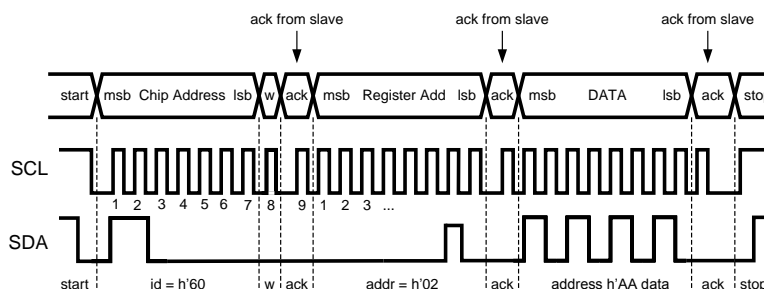 ack from slave ack from slave ack from slave
start msb Chip Address lsb w ack msb Register Add lsb ack msb DATA lsb ack stop
SCL
1 2 3 4 5 6 7 8 9 1 2 3 ...
SDA
start id = h'60 w ack addr = h'02 ack address h'AA data ack stop